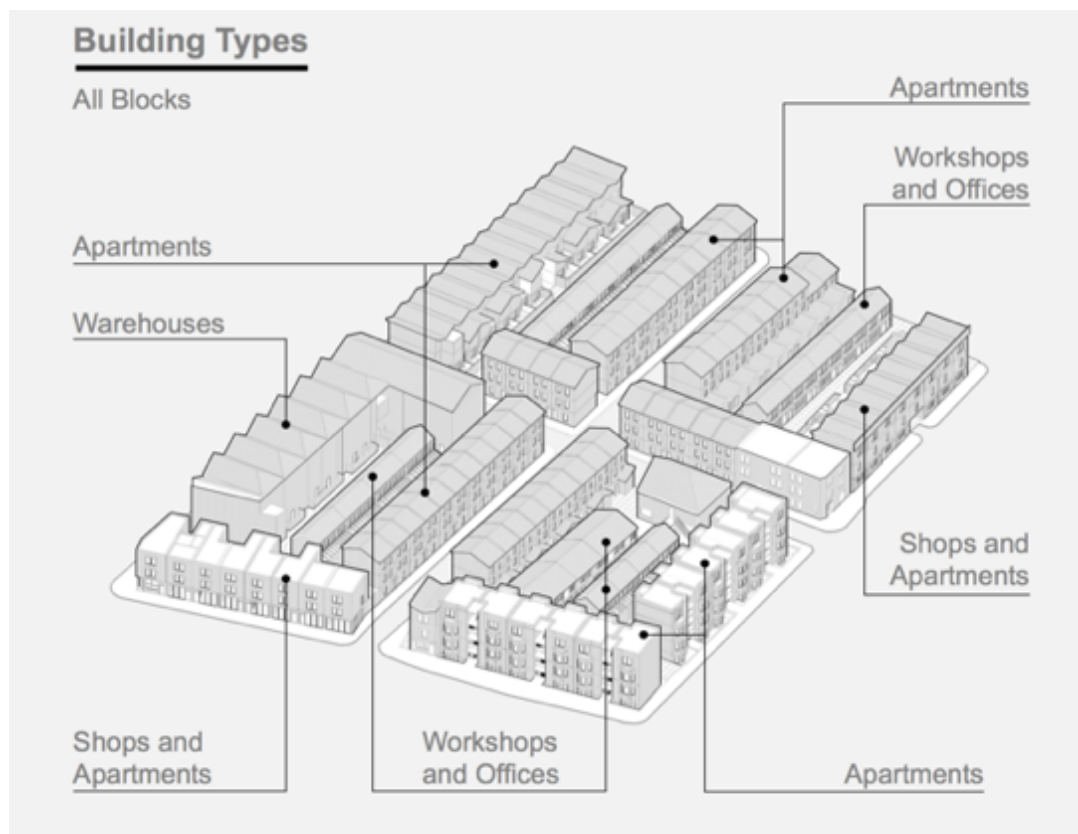 Building Types
All Blocks
Apartments
Workshops
and Offices
Apartments
Warehouses
Shops and
Apartments
Shops and
Apartments
Workshops
and Offices
Apartments